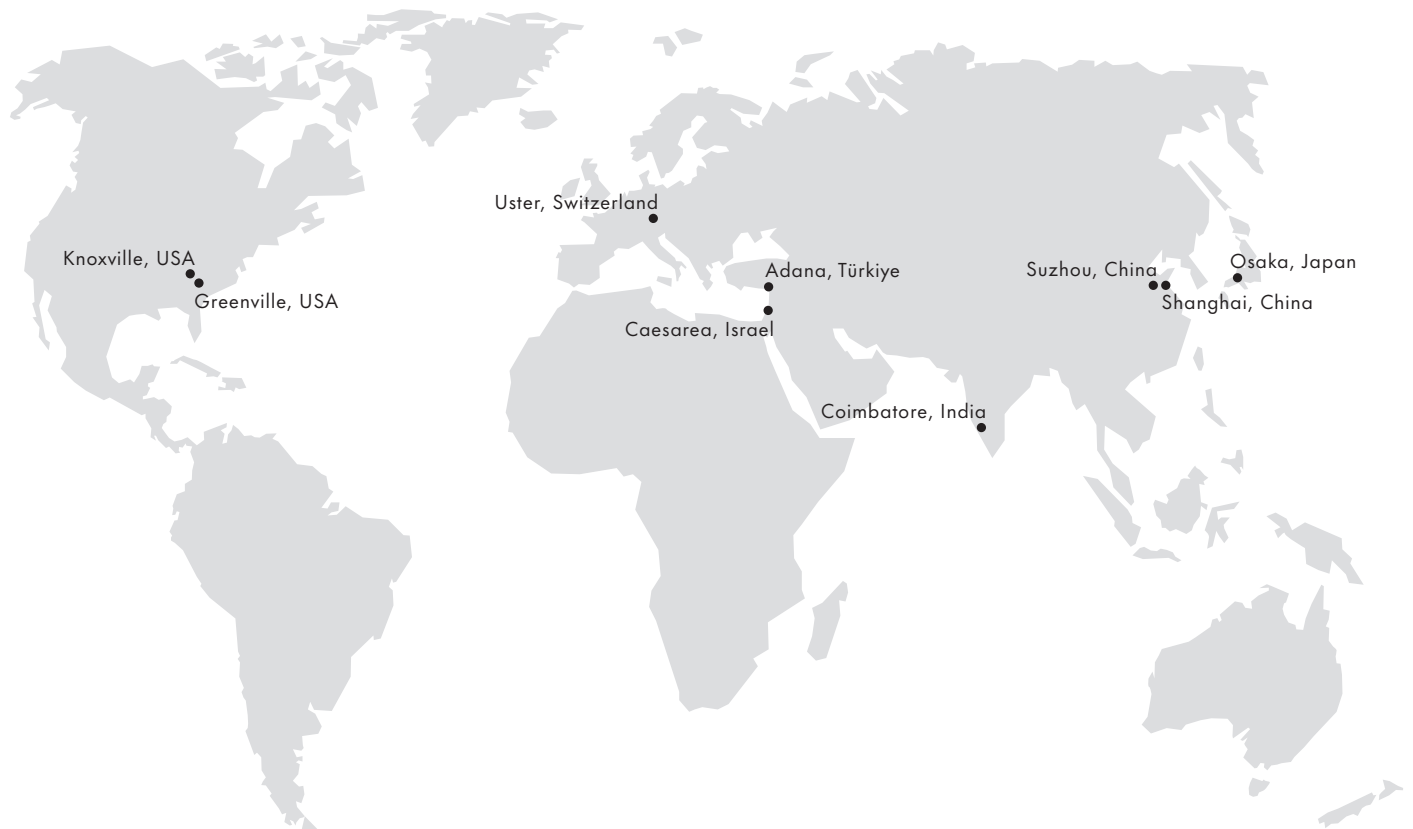 Uster, Switzerland
Knoxville, USA
Greenville, USA
Adana, Türkiye
Caesarea, Israel
Suzhou, China
Osaka, Japan
Shanghai, China
Coimbatore, India